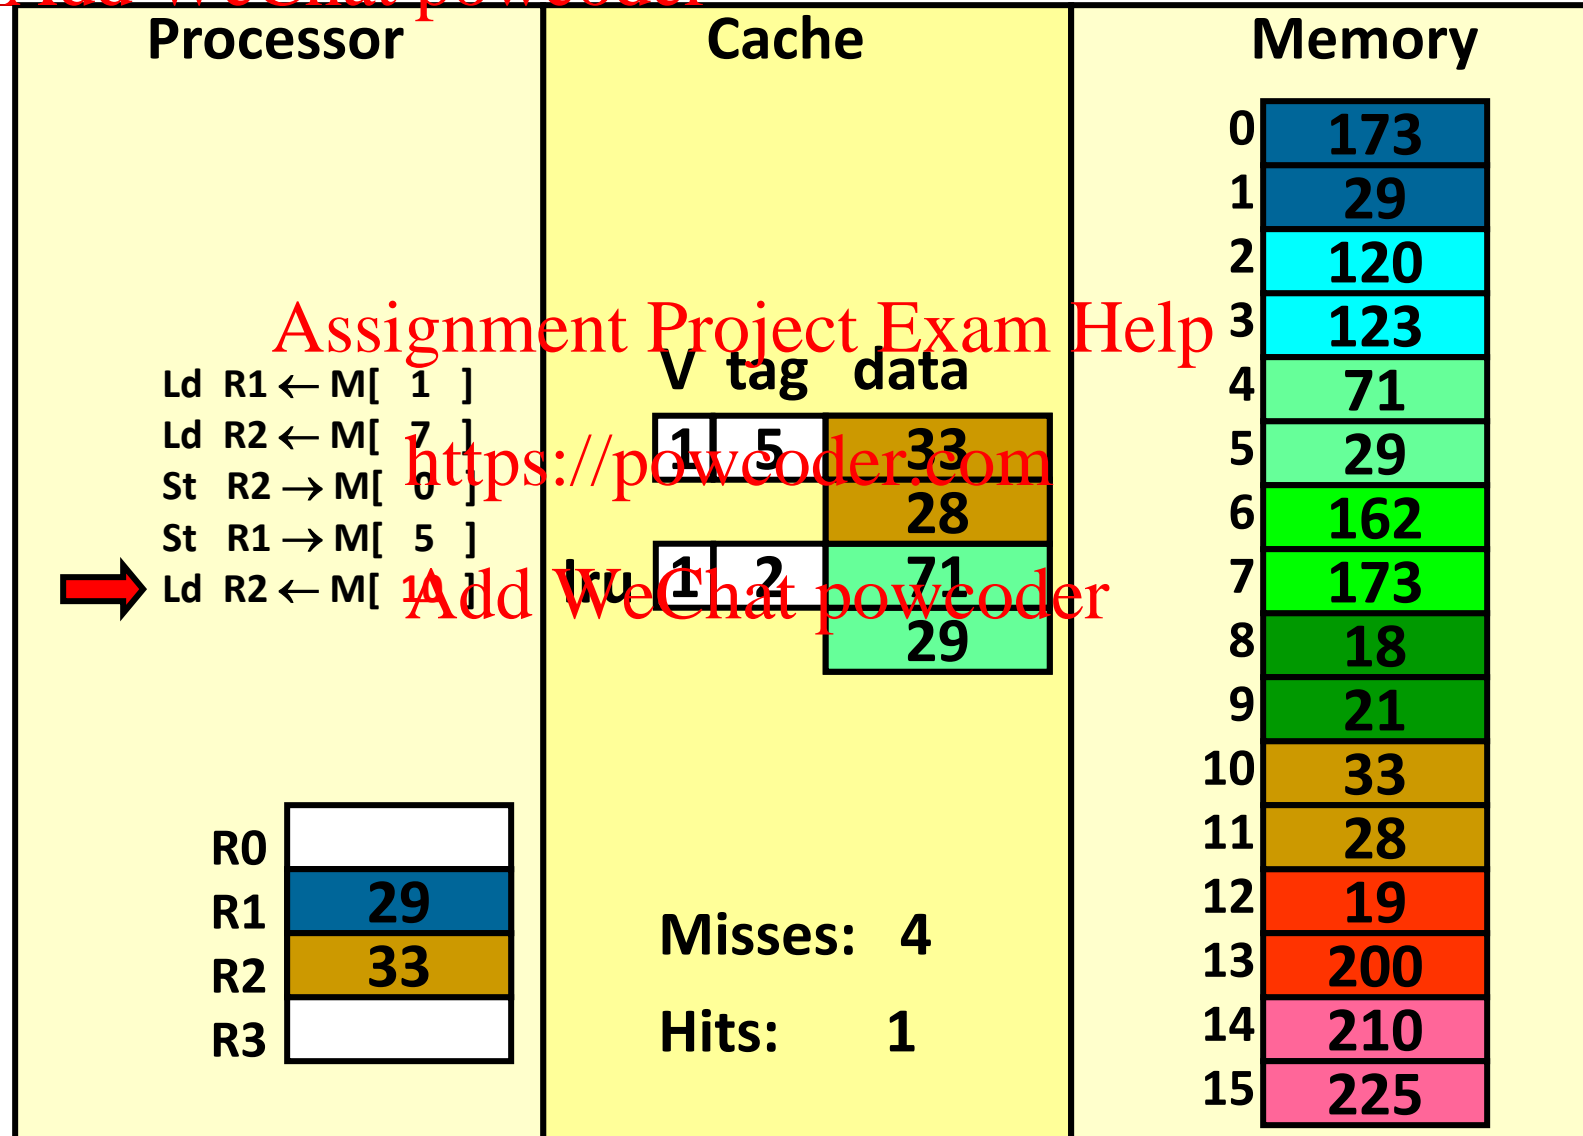 Add WeChat powcoder
Processor Cache Memory
0 173
1 29
2 120
Assignment Project Exam Help
3 123
V tag data
Ld R1 ← M[ 1 ]
4 71
Ld R2 ← M[ 7 ]
1 5 33
https://powcoder.com
5 29
St R2 → M[ 0 ]
28
6 162
St R1 → M[ 5 ]
lru 1 2 71
7 173
Ld R2 ← M[ 10 ]
Add WeChat powcoder
29
8 18
9 21
10 33
R0
11 28
R1 29
12 19
Misses: 4
R2 33
13 200
R3
Hits: 1
14 210
15 225